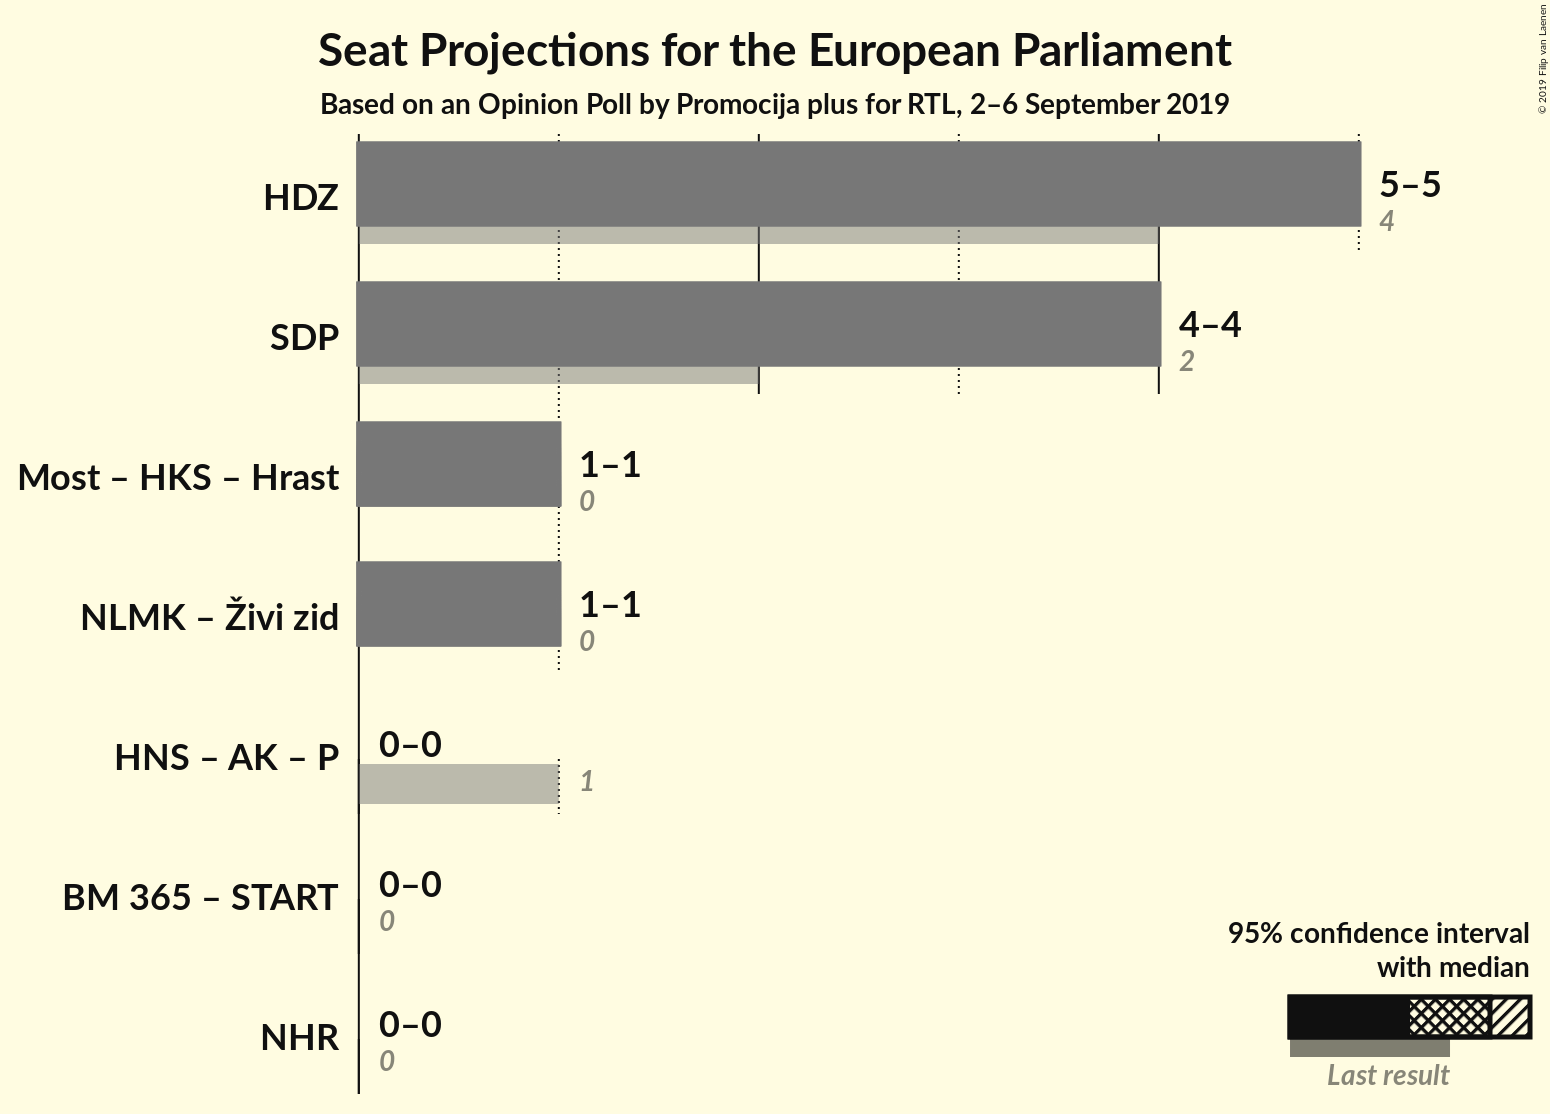 Seat Projections for the European Parliament
Based on an Opinion Poll by Promocija plus for RTL, 2–6 September 2019
© 2019 Filip van Laenen
HDZ
5–5
4
SDP
4–4
2
Most – HKS – Hrast
1–1
0
NLMK – Živi zid
1–1
0
HNS – AK – P
0–0
1
BM 365 – START
0–0
0
NHR
0–0
0
95% confidence interval
with median
Last result